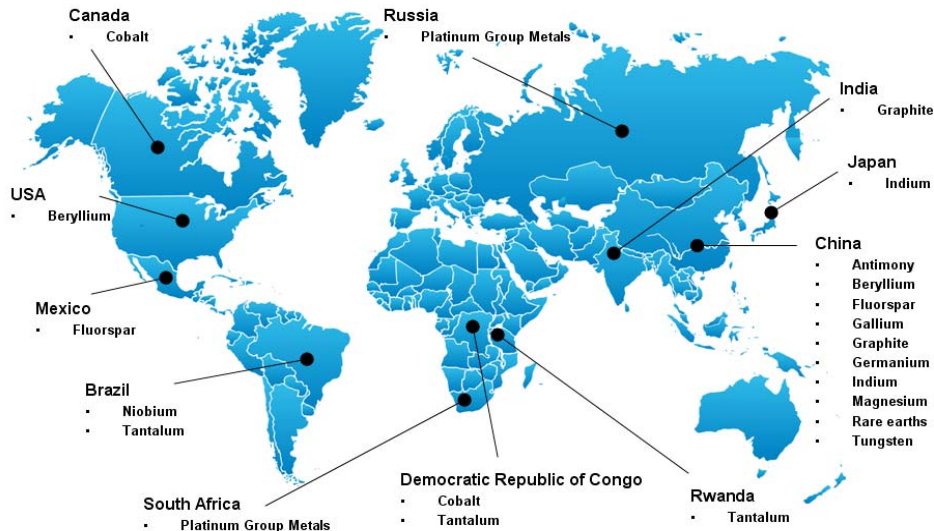 Canada
▪ Cobalt
Russia
▪ Platinum Group Metals
India
▪ Graphite
Japan
▪ Indium
USA
▪ Beryllium
China
▪ Antimony
▪ Beryllium
▪ Fluorspar
▪ Gallium
▪ Graphite
▪ Germanium
▪ Indium
▪ Magnesium
▪ Rare earths
▪ Tungsten
Mexico
▪ Fluorspar
Brazil
▪ Niobium
▪ Tantalum
South Africa
▪ Platinum Group Metals
Democratic Republic of Congo
▪ Cobalt
▪ Tantalum
Rwanda
▪ Tantalum